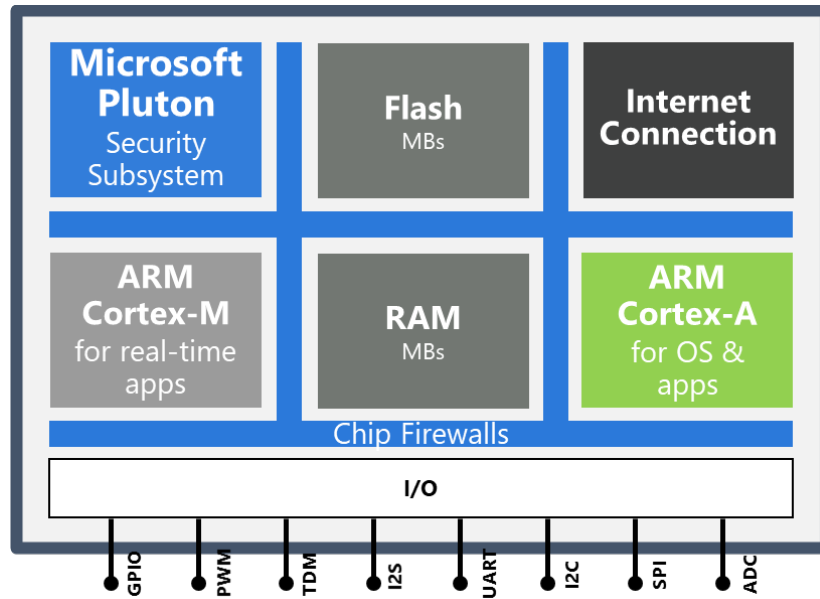 Microsoft
Pluton
Security
Subsystem
Flash
MBs
Internet
Connection
ARM
Cortex-M
for real-time
apps
RAM
MBs
ARM
Cortex-A
for OS &
apps
Chip Firewalls
I/O
GPIO
PWM
TDM
I2S
UART
I2C
SPI
ADC